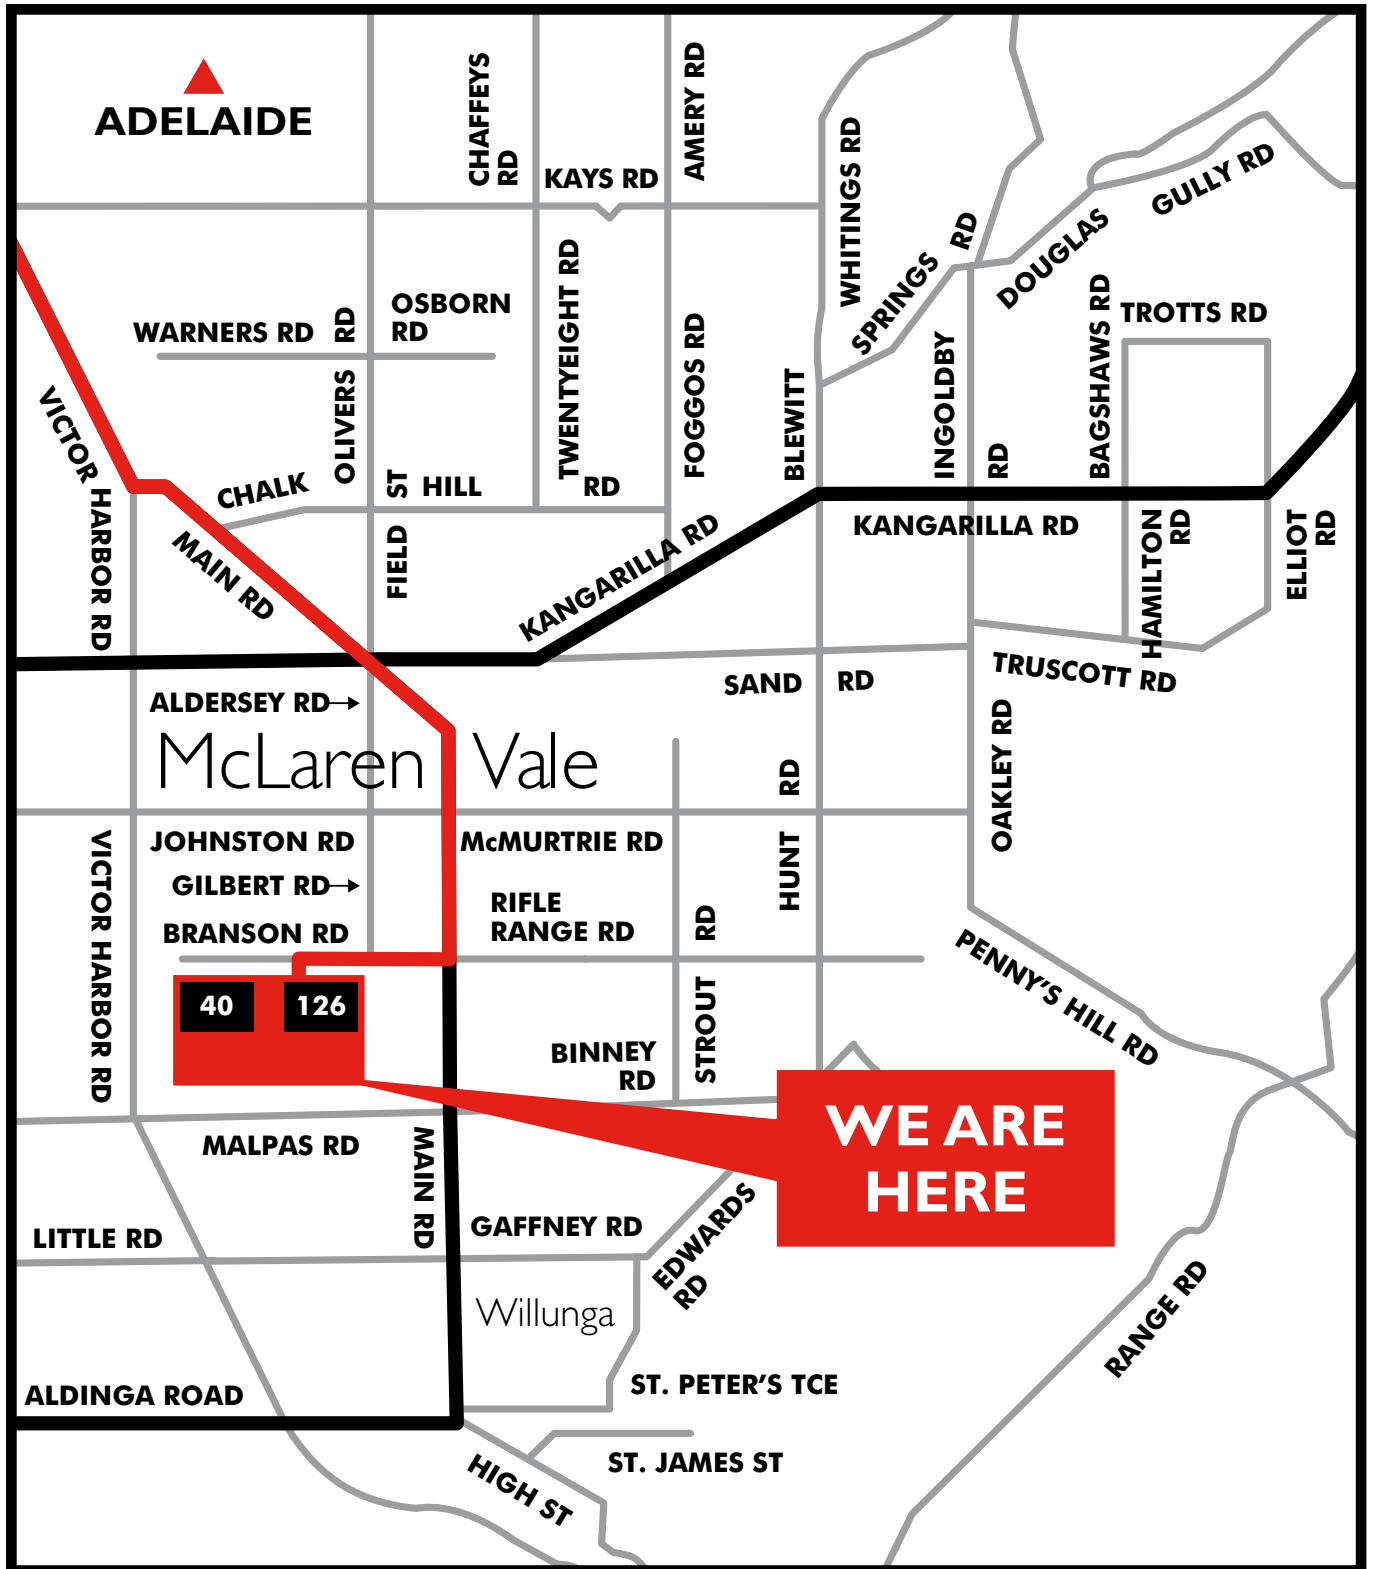 ADELAIDE
CHAFFEYS
RD
KAYS RD
AMERY RD
WHITINGS RD
SPRINGS RD
DOUGLAS
GULLY RD
WARNERS RD
OSBORN
RD
OLIVERS RD
TWENTYEIGHT RD
FOGGOS RD
BLEWITT
INGOLDBY
RD
BAGSHAWS RD
TROTTS RD
VICTOR
HARBOR RD
CHALK
HILL
RD
MAIN RD
FIELD ST
KANGARILLA RD
KANGARILLA RD
HAMILTON
RD
ELLIOT
RD
SAND RD
TRUSCOTT RD
ALDERSEY RD
McLaren Vale
OAKLEY RD
JOHNSTON RD
McMURTRIE RD
HUNT RD
GILBERT RD
VICTOR HARBOR RD
BRANSON RD
RIFLE
RANGE RD
STROUT RD
PENNY'S HILL RD
40
126
BINNEY
RD
WE ARE
HERE
MALPAS RD
MAIN RD
LITTLE RD
GAFFNEY RD
EDWARDS
RD
Willunga
RANGE RD
ALDINGA ROAD
ST. PETER'S TCE
ST. JAMES ST
HIGH ST